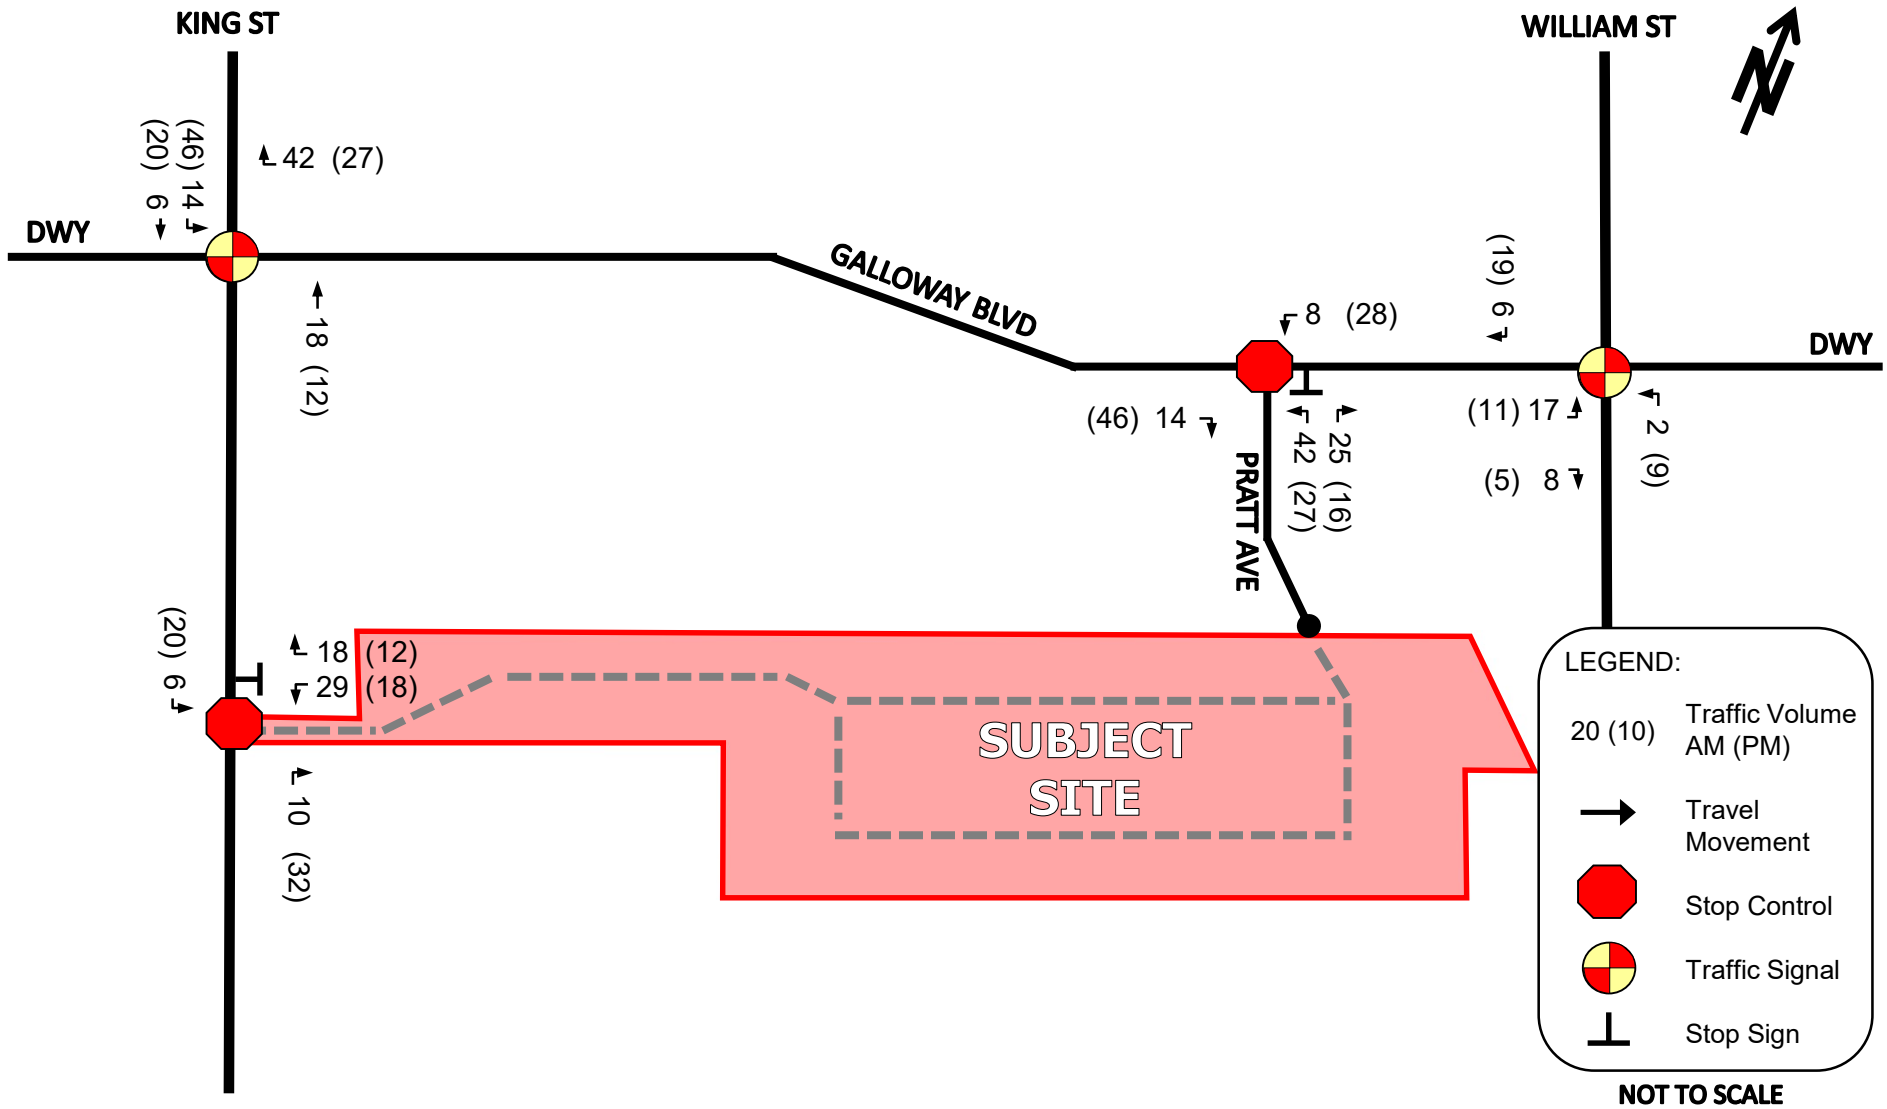 KING ST
WILLIAM ST
N
(46) 14
(20) 6
42 (27)
DWY
18 (12)
GALLOWAY BLVD
(19) 6
8 (28)
DWY
(46) 14
25 (16)
42 (27)
PRATT AVE
(11) 17
(5) 8
2 (9)
(20) 6
18 (12)
29 (18)
10 (32)
SUBJECT
SITE
LEGEND:
20 (10)
Traffic Volume
AM (PM)
Travel
Movement
Stop Control
Traffic Signal
Stop Sign
NOT TO SCALE